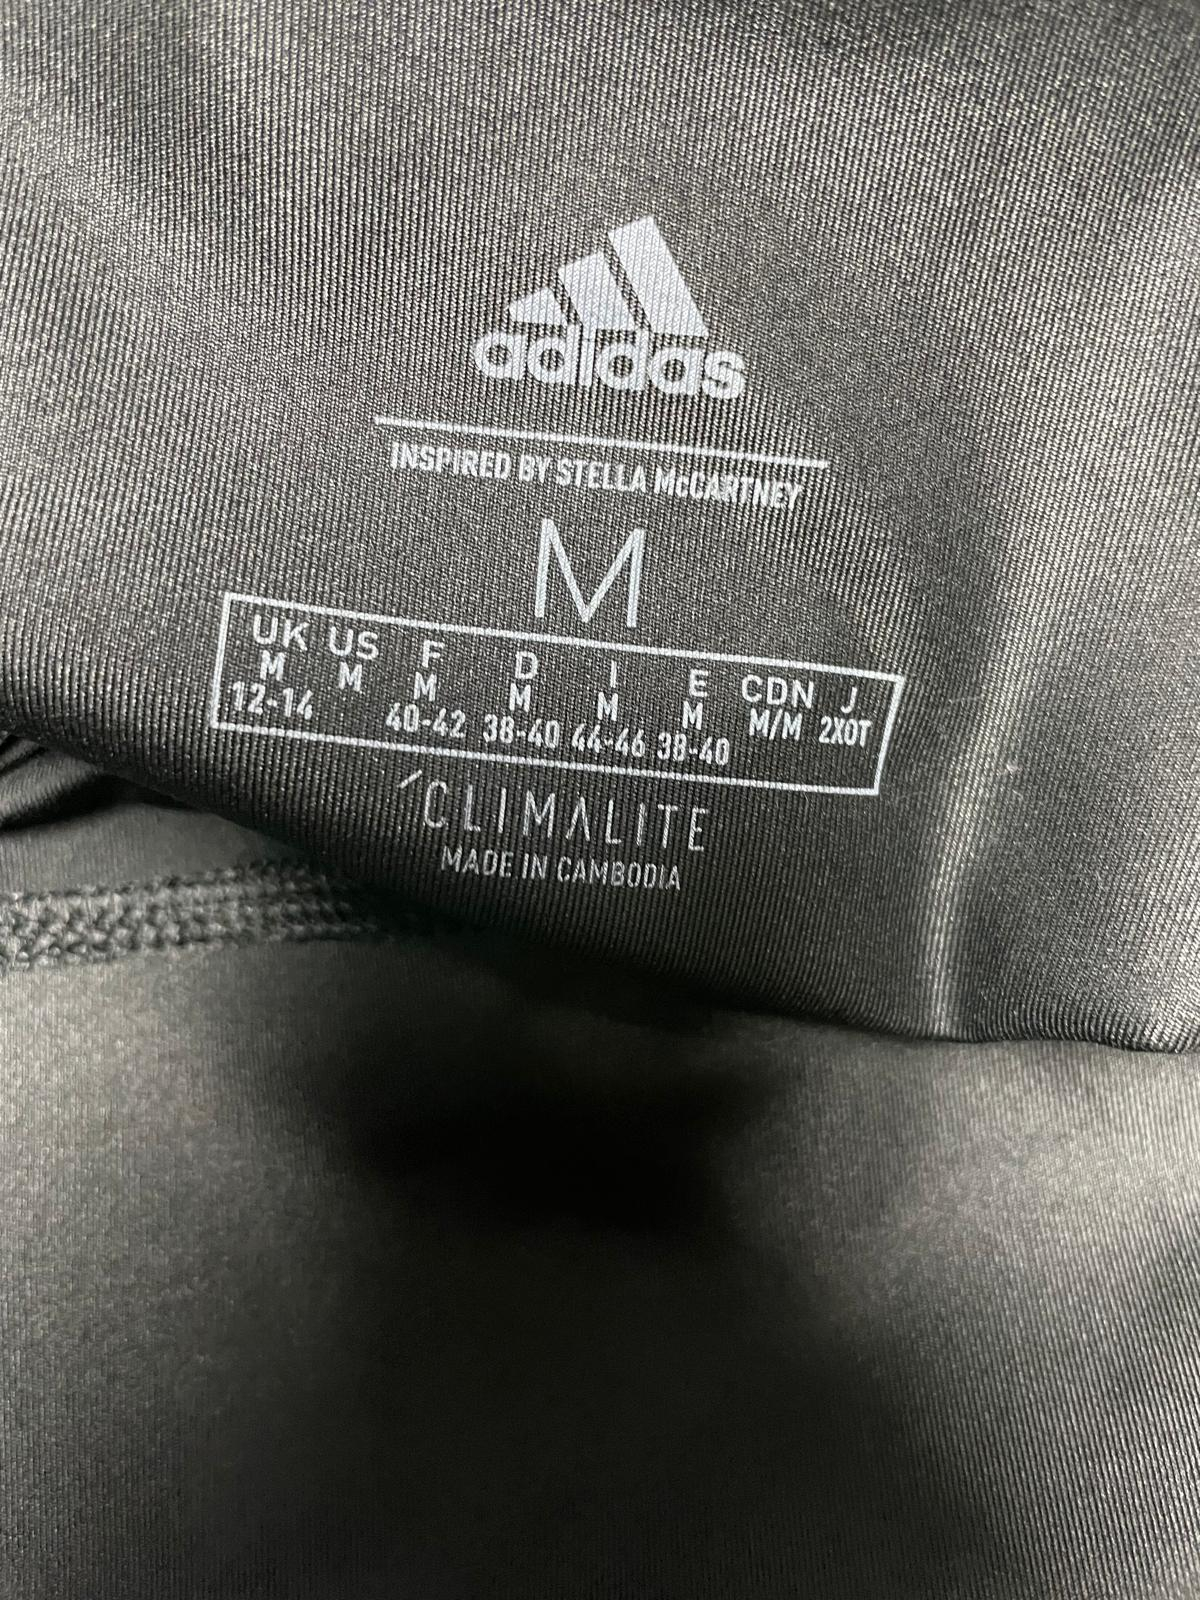 adidas
INSPIRED BY STELLA McCARTNEY
M
UK US F D I E CDN J
M M M M M M M/M 2XOT
12-14 40-42 38-40 44-46 38-40
CLIMALITE
MADE IN CAMBODIA